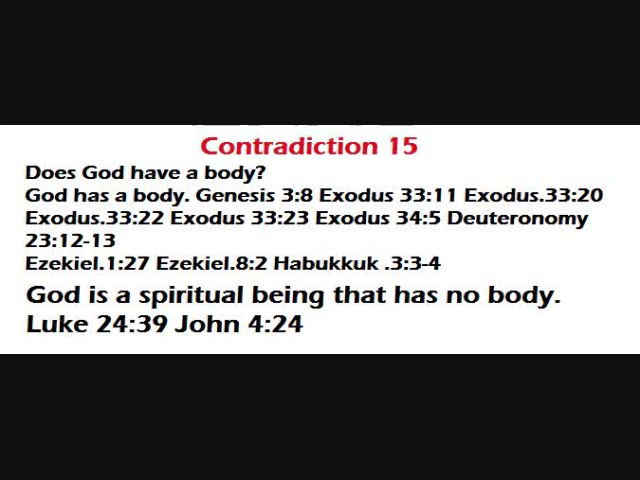 Contradiction 15
Does God have a body?
God has a body. Genesis 3:8 Exodus 33:11 Exodus.33:20
Exodus.33:22 Exodus 33:23 Exodus 34:5 Deuteronomy
23:12-13
Ezekiel.1:27 Ezekiel.8:2 Habukkuk .3:3-4
God is a spiritual being that has no body.
Luke 24:39 John 4:24